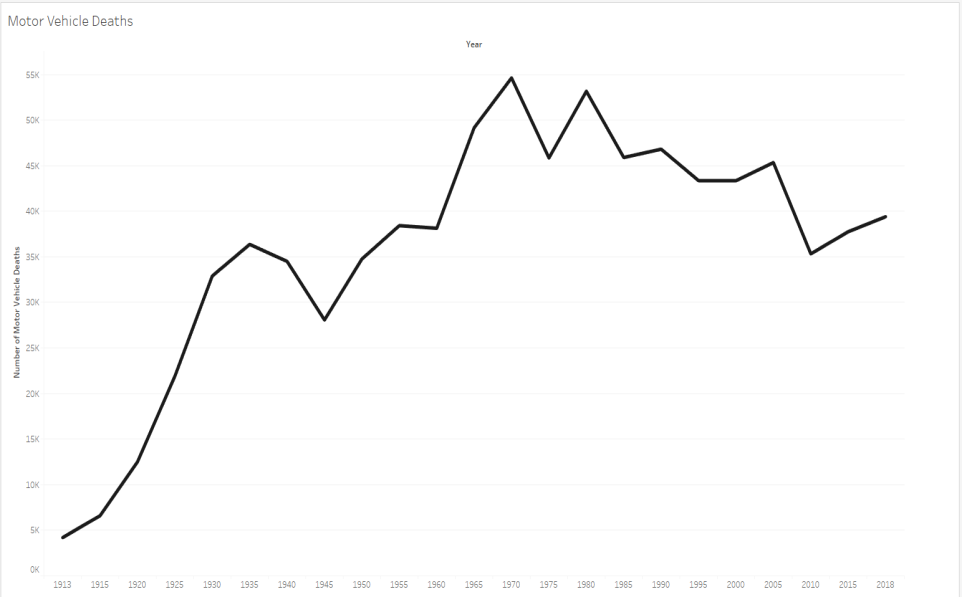 Motor Vehicle Deaths
Year
Number of Motor Vehicle Deaths
55K
50K
45K
40K
35K
30K
25K
20K
15K
10K
5K
0K
1913 1915 1920 1925 1930 1935 1940 1945 1950 1955 1960 1965 1970 1975 1980 1985 1990 1995 2000 2005 2010 2015 2018